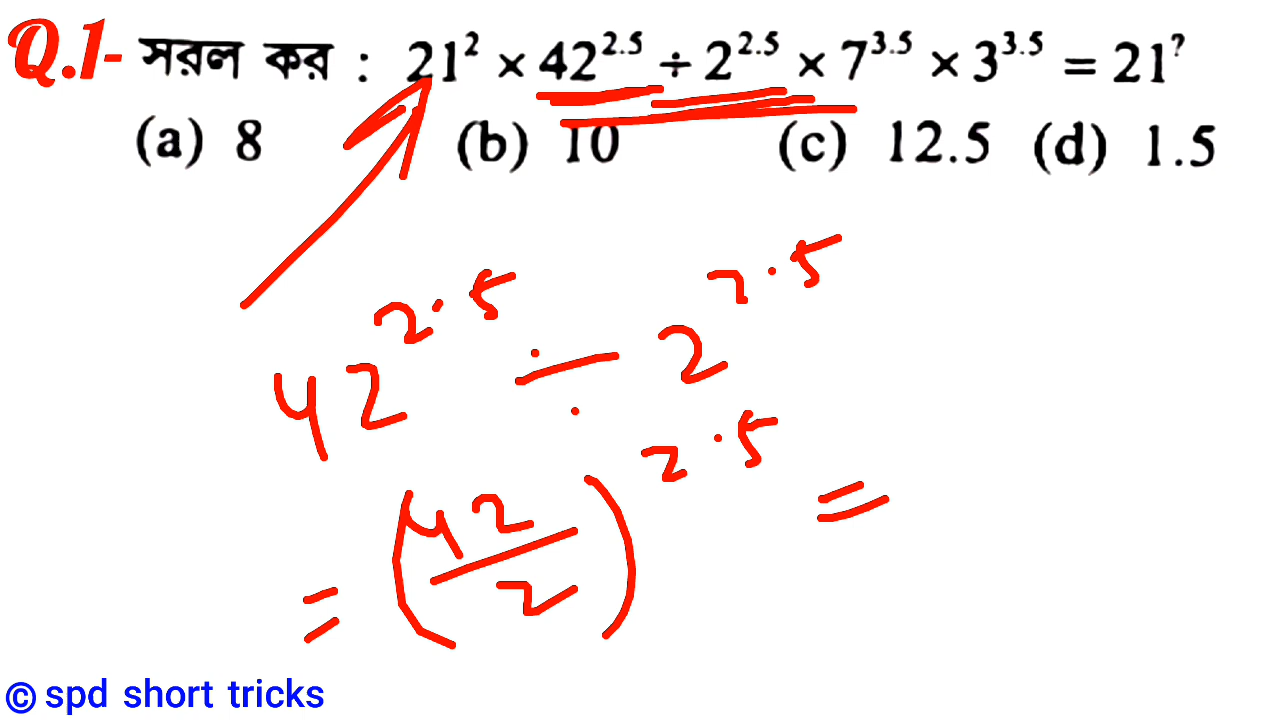 Q.1- সরল কর : 21² × 42^2.5 ÷ 2^2.5 × 7^3.5 × 3^3.5 = 21^?
(a) 8 (b) 10 (c) 12.5 (d) 1.5
42^2.5 ÷ 2^2.5
= (42/2)^2.5 =
© spd short tricks